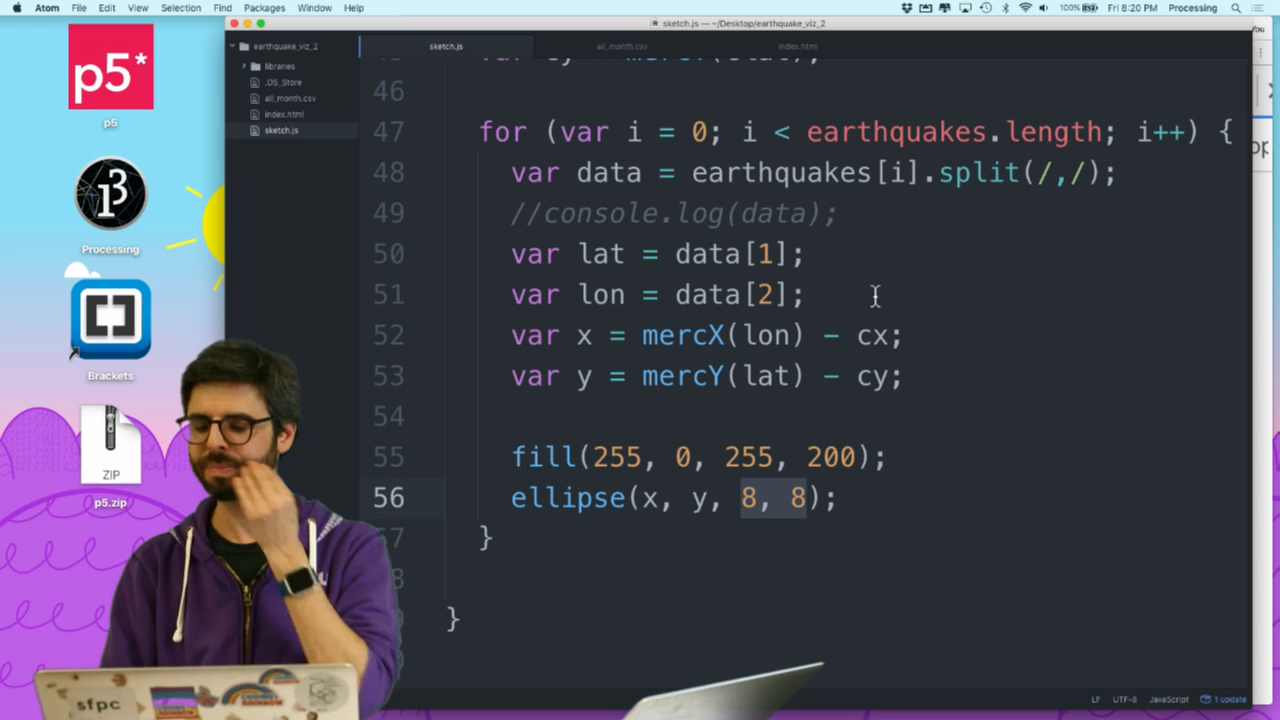 Atom File Edit View Selection Find Packages Window Help
100% Fri 8:20 PM Processing
sketch.js — ~/Desktop/earthquake_viz_2
earthquake_viz_2
libraries
.DS_Store
all_month.csv
index.html
sketch.js
sketch.js all_month.csv index.html
p5*
p5
Processing
Brackets
ZIP
p5.zip
46
47 for (var i = 0; i < earthquakes.length; i++) {
48 var data = earthquakes[i].split(/,/);
49 //console.log(data);
50 var lat = data[1];
51 var lon = data[2];
52 var x = mercX(lon) - cx;
53 var y = mercY(lat) - cy;
54
55 fill(255, 0, 255, 200);
56 ellipse(x, y, 8, 8);
}
}
LF UTF-8 JavaScript 1 update
sfpc